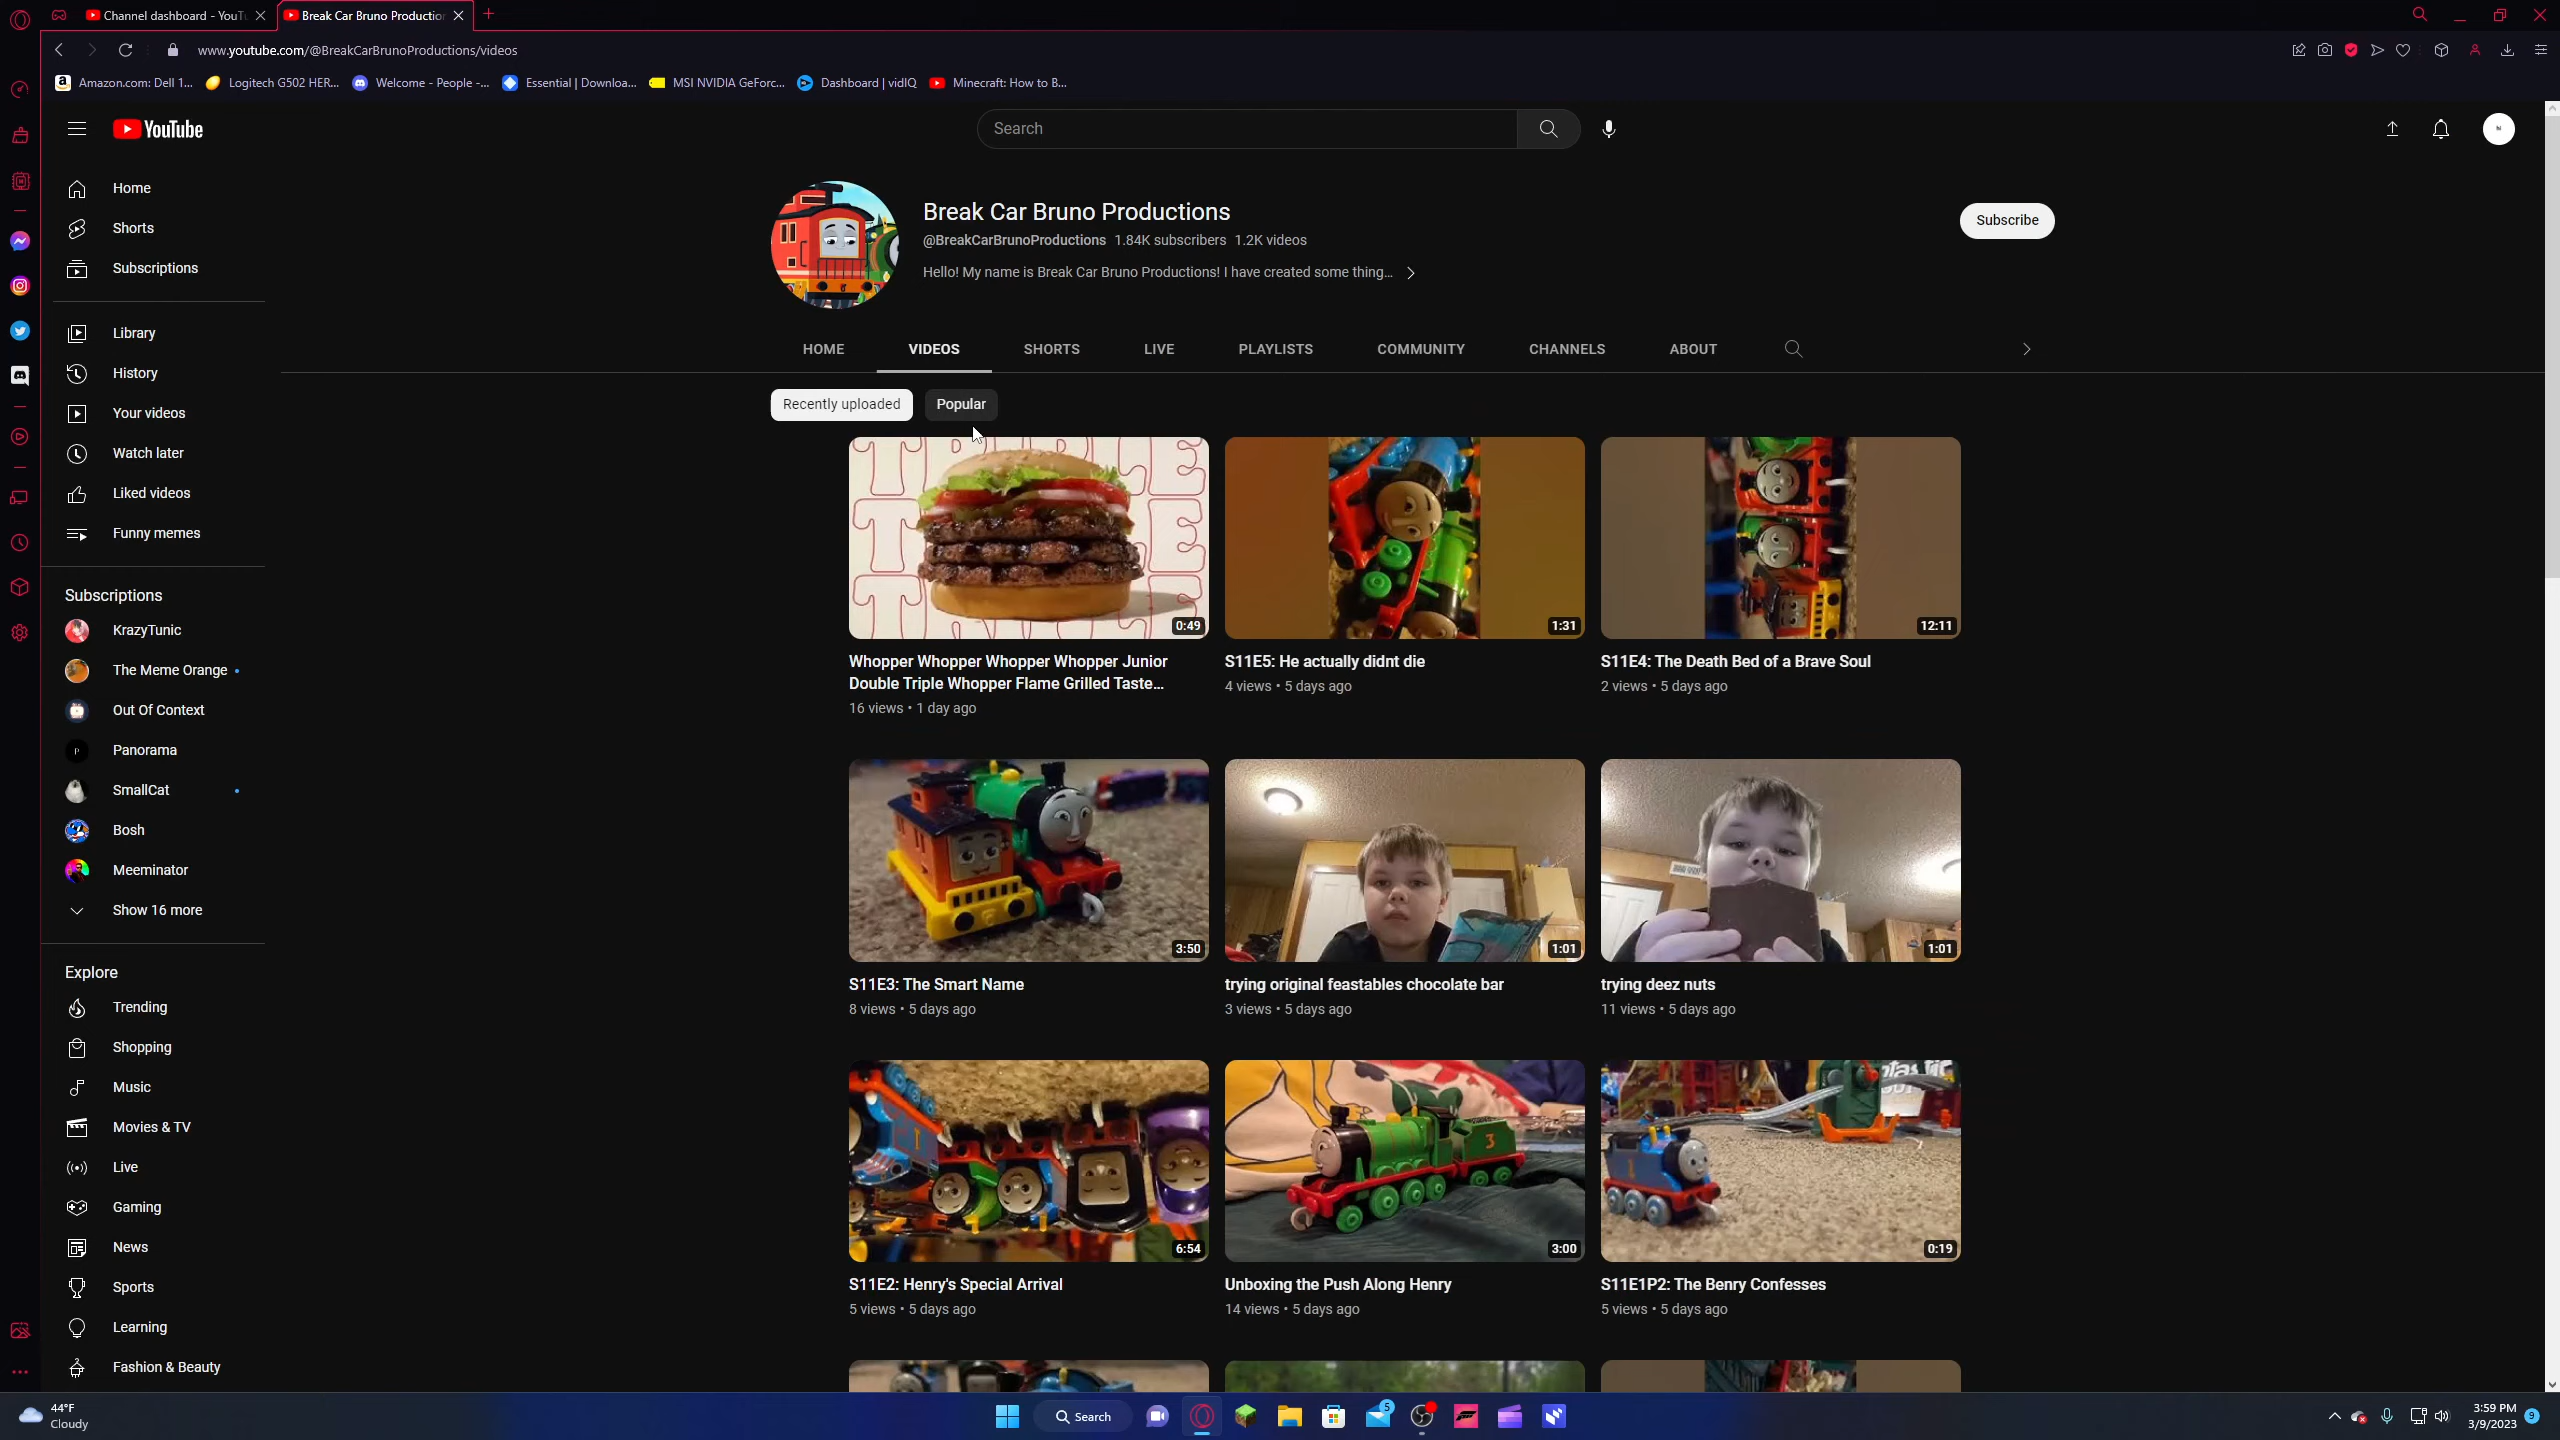 Channel dashboard - YouTu
Break Car Bruno Productior
www.youtube.com/@BreakCarBrunoProductions/videos
Amazon.com: Dell 1...
Logitech G502 HER...
Welcome - People -...
Essential | Downloa...
MSI NVIDIA GeForc...
Dashboard | vidIQ
Minecraft: How to B...
YouTube
Search
Home
Shorts
Subscriptions
Library
History
Your videos
Watch later
Liked videos
Funny memes
Subscriptions
KrazyTunic
The Meme Orange
Out Of Context
Panorama
SmallCat
Bosh
Meeminator
Show 16 more
Explore
Trending
Shopping
Music
Movies & TV
Live
Gaming
News
Sports
Learning
Fashion & Beauty
Break Car Bruno Productions
@BreakCarBrunoProductions 1.84K subscribers 1.2K videos
Hello! My name is Break Car Bruno Productions! I have created some thing...
Subscribe
HOME
VIDEOS
SHORTS
LIVE
PLAYLISTS
COMMUNITY
CHANNELS
ABOUT
Recently uploaded
Popular
0:49
Whopper Whopper Whopper Whopper Junior
Double Triple Whopper Flame Grilled Taste...
16 views • 1 day ago
1:31
S11E5: He actually didnt die
4 views • 5 days ago
12:11
S11E4: The Death Bed of a Brave Soul
2 views • 5 days ago
3:50
S11E3: The Smart Name
8 views • 5 days ago
1:01
trying original feastables chocolate bar
3 views • 5 days ago
1:01
trying deez nuts
11 views • 5 days ago
6:54
S11E2: Henry's Special Arrival
5 views • 5 days ago
3
3:00
Unboxing the Push Along Henry
14 views • 5 days ago
0:19
S11E1P2: The Benry Confesses
5 views • 5 days ago
44°F
Cloudy
Search
5
3:59 PM
3/9/2023
9